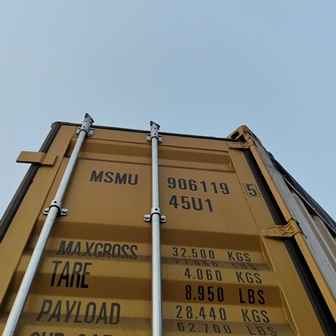 MSMU 906119 5
45U1
MAXGROSS 32.500 KGS
LBS
TARE 4.060 KGS
8.950 LBS
PAYLOAD 28.440 KGS
62.700 LBS